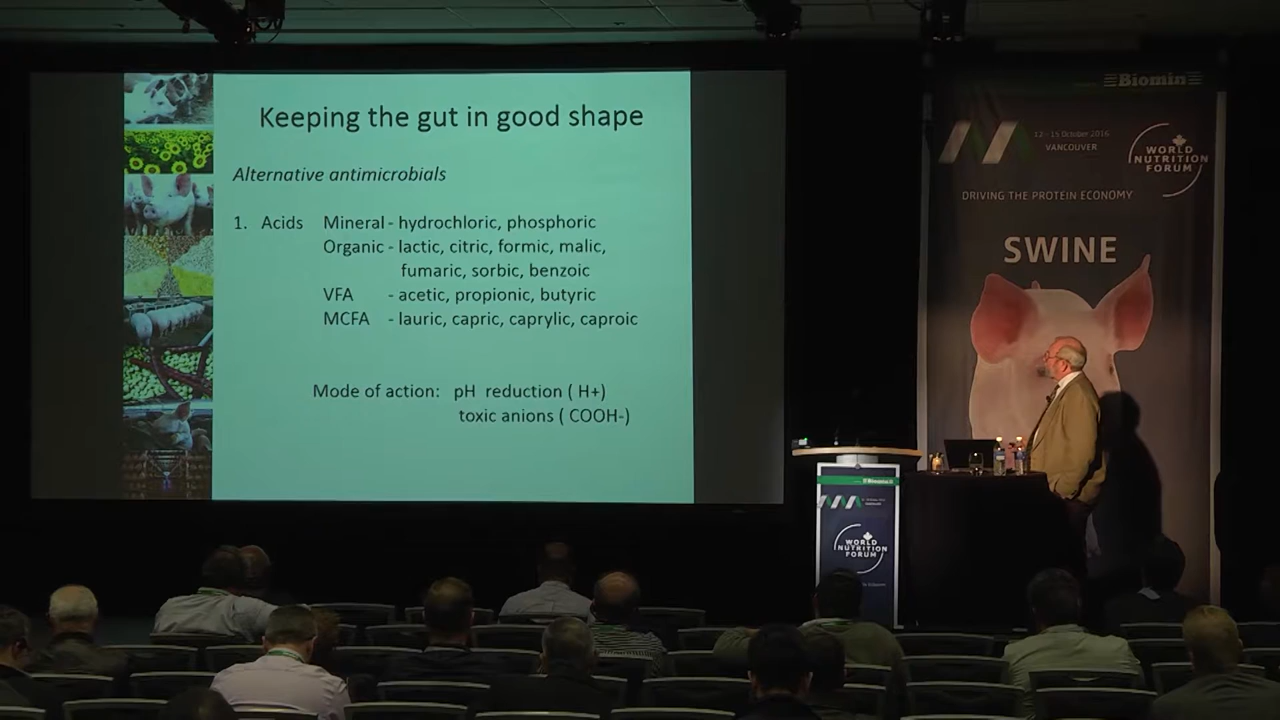 Keeping the gut in good shape
Alternative antimicrobials
1. Acids Mineral - hydrochloric, phosphoric
Organic - lactic, citric, formic, malic,
fumaric, sorbic, benzoic
VFA - acetic, propionic, butyric
MCFA - lauric, capric, caprylic, caproic
Mode of action: pH reduction ( H+)
toxic anions ( COOH-)
Biomin
12 - 15 October 2016
VANCOUVER
WORLD
NUTRITION
FORUM
DRIVING THE PROTEIN ECONOMY
SWINE
Biomin
WORLD
NUTRITION
FORUM